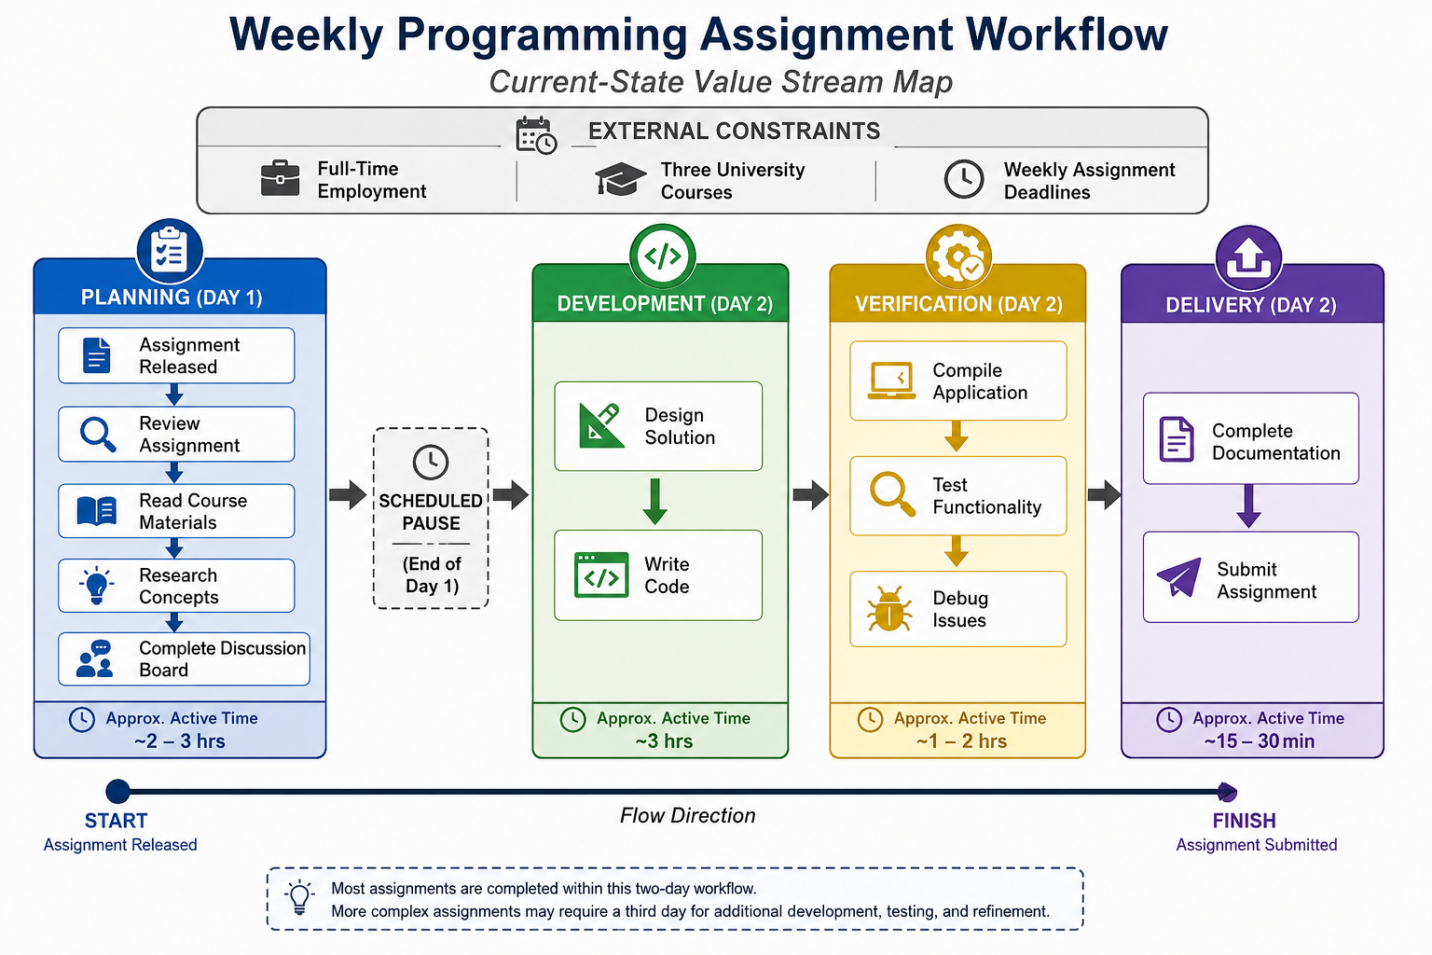 Weekly Programming Assignment Workflow
Current-State Value Stream Map
EXTERNAL CONSTRAINTS
Full-Time
Employment
Three University
Courses
Weekly Assignment
Deadlines
PLANNING (DAY 1)
Assignment
Released
Review
Assignment
Read Course
Materials
Research
Concepts
Complete Discussion
Board
Approx. Active Time
~2 – 3 hrs
SCHEDULED
PAUSE
(End of
Day 1)
DEVELOPMENT (DAY 2)
Design
Solution
</>
Write
Code
Approx. Active Time
~3 hrs
VERIFICATION (DAY 2)
Compile
Application
Test
Functionality
Debug
Issues
Approx. Active Time
~1 – 2 hrs
DELIVERY (DAY 2)
Complete
Documentation
Submit
Assignment
Approx. Active Time
~15 – 30 min
START
Assignment Released
Flow Direction
FINISH
Assignment Submitted
Most assignments are completed within this two-day workflow.
More complex assignments may require a third day for additional development, testing, and refinement.